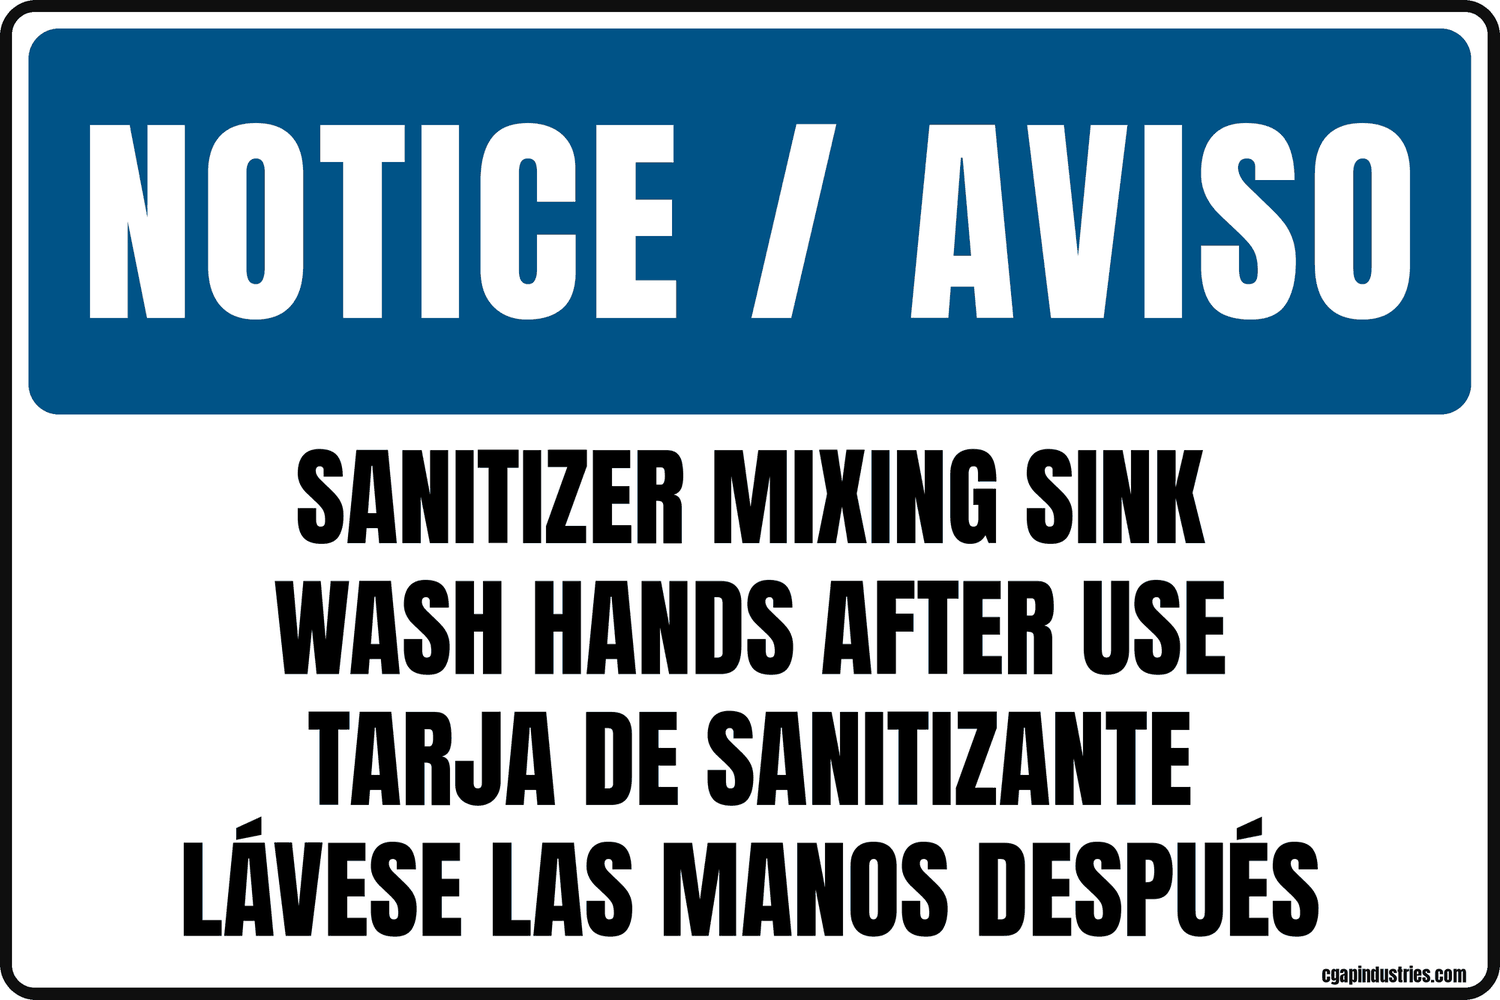 NOTICE / AVISO
SANITIZER MIXING SINK
WASH HANDS AFTER USE
TARJA DE SANITIZANTE
LÁVESE LAS MANOS DESPUÉS
cgapindustries.com